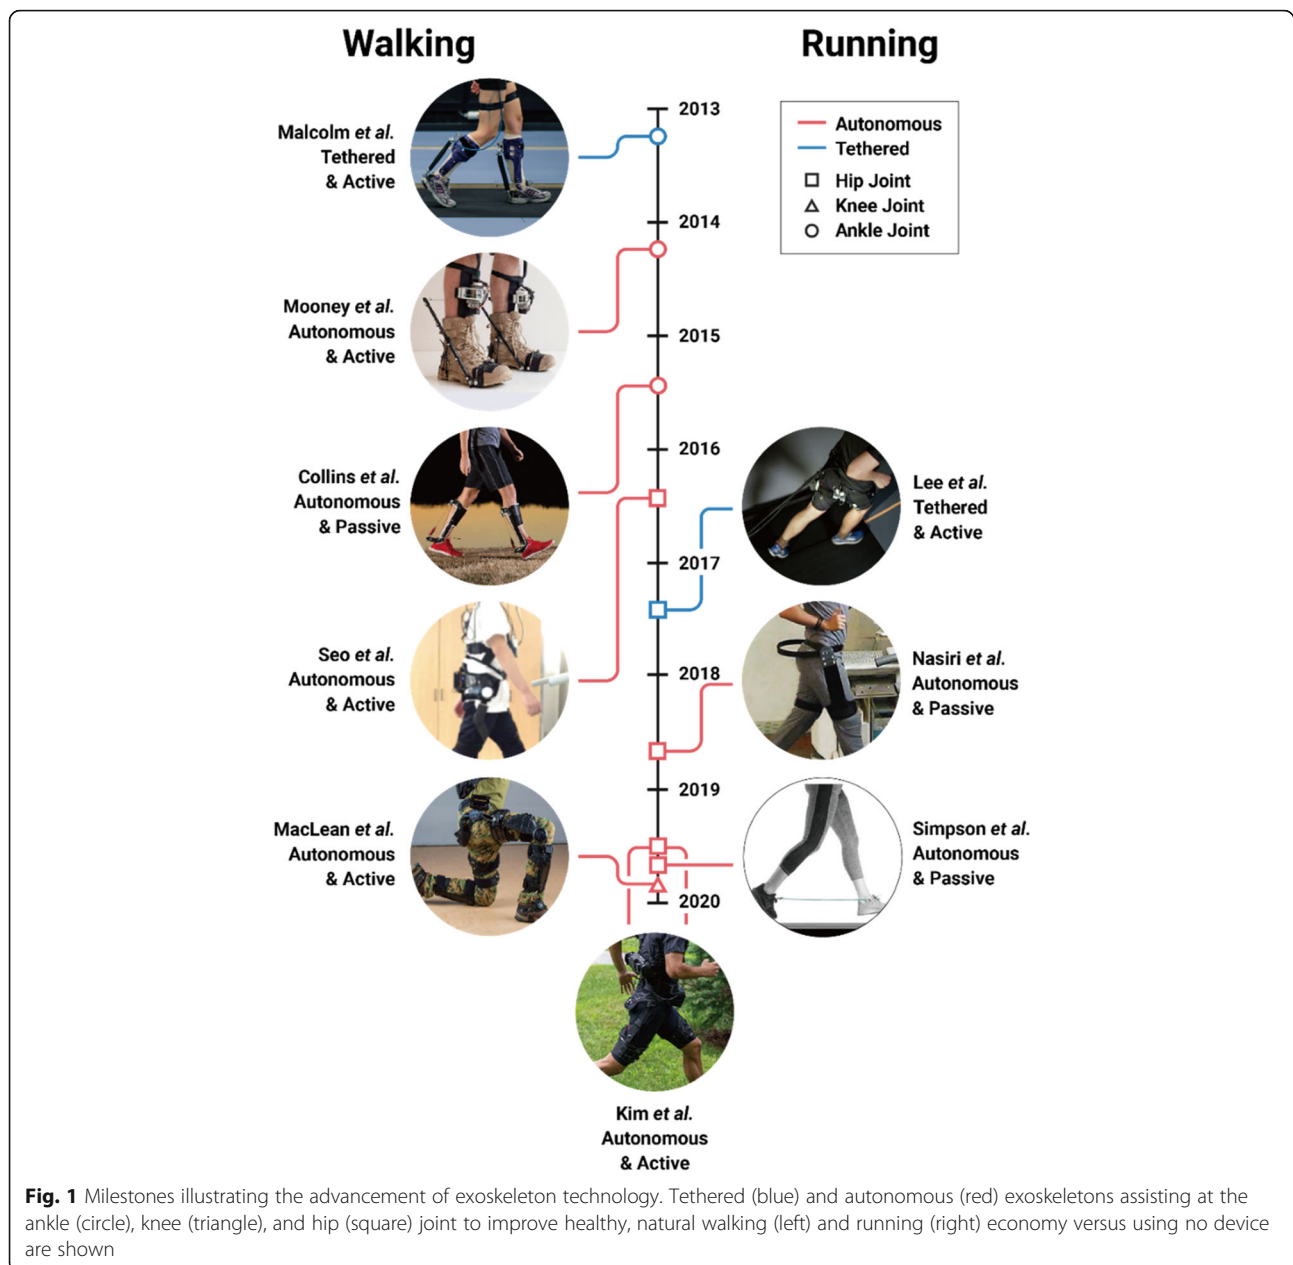 Walking
Running
Malcolm et al.
Tethered
& Active
Mooney et al.
Autonomous
& Active
Collins et al.
Autonomous
& Passive
Seo et al.
Autonomous
& Active
MacLean et al.
Autonomous
& Active
2013
2014
2015
2016
2017
2018
2019
2020
Autonomous
Tethered
Hip Joint
Knee Joint
Ankle Joint
Lee et al.
Tethered
& Active
Nasiri et al.
Autonomous
& Passive
Simpson et al.
Autonomous
& Passive
Kim et al.
Autonomous
& Active
Fig. 1 Milestones illustrating the advancement of exoskeleton technology. Tethered (blue) and autonomous (red) exoskeletons assisting at the
ankle (circle), knee (triangle), and hip (square) joint to improve healthy, natural walking (left) and running (right) economy versus using no device
are shown